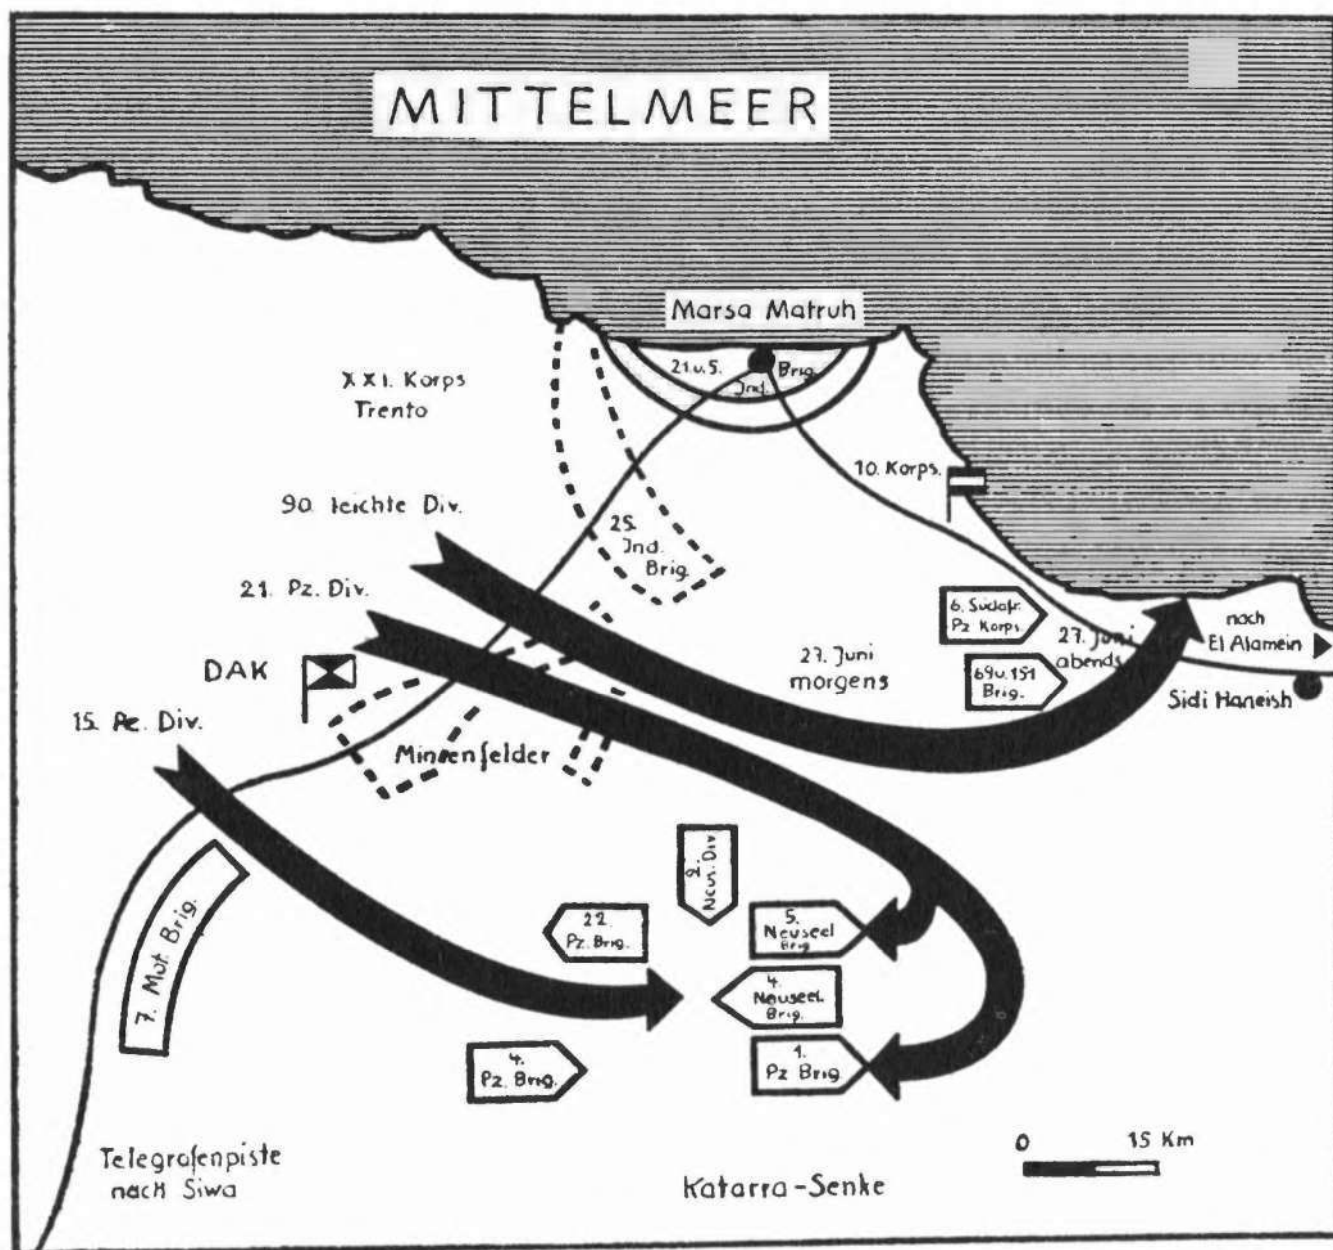 MITTELMEER
Marsa Matruh
21.u.5.
Brig.
Jnd.
XXI. Korps
Trento
10. Korps.
90. leichte Div.
25.
Jnd.
Brig.
21. Pz. Div.
6. Südafr.
Pz Korps.
27. Juni
abends
nach
El Alamein
DAK
27. Juni
morgens
69u.151
Brig.
Sidi Haneish
15. Pz. Div.
Minenfelder
2.
Neus. Div
7. Mot. Brig.
22.
Pz. Brig.
5.
Neuseel
Brig
4.
Neuseel.
Brig.
4.
Pz. Brig.
1.
Pz Brig
Telegrafenpiste
nach Siwa
Katarra-Senke
0 15 Km